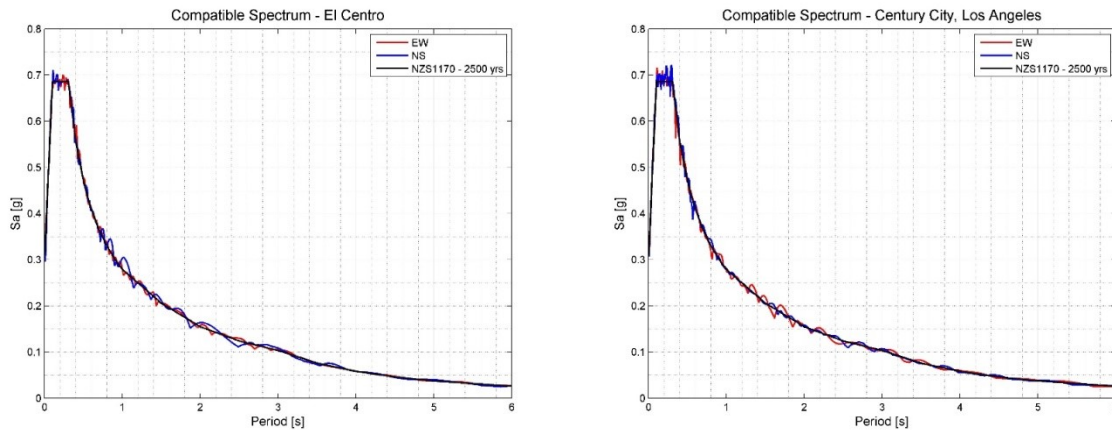 Compatible Spectrum - El Centro
0.8
0.7
0.6
0.5
0.4
0.3
0.2
0.1
0
Sa [g]
EW
NS
NZS1170 - 2500 yrs
0 1 2 3 4 5 6
Period [s]
Compatible Spectrum - Century City, Los Angeles
0.8
0.7
0.6
0.5
0.4
0.3
0.2
0.1
0
Sa [g]
EW
NS
NZS1170 - 2500 yrs
0 1 2 3 4 5
Period [s]